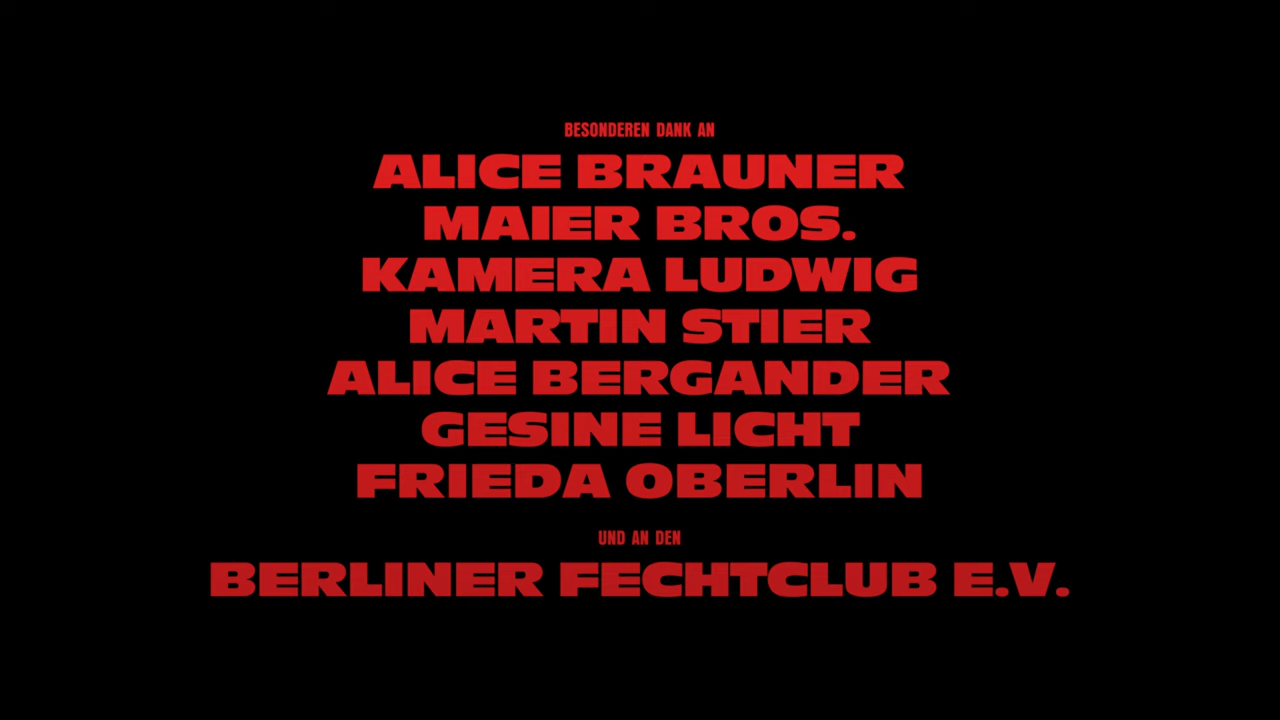 BESONDEREN DANK AN
ALICE BRAUNER
MAIER BROS.
KAMERA LUDWIG
MARTIN STIER
ALICE BERGANDER
GESINE LICHT
FRIEDA OBERLIN
UND AN DEN
BERLINER FECHTCLUB E.V.